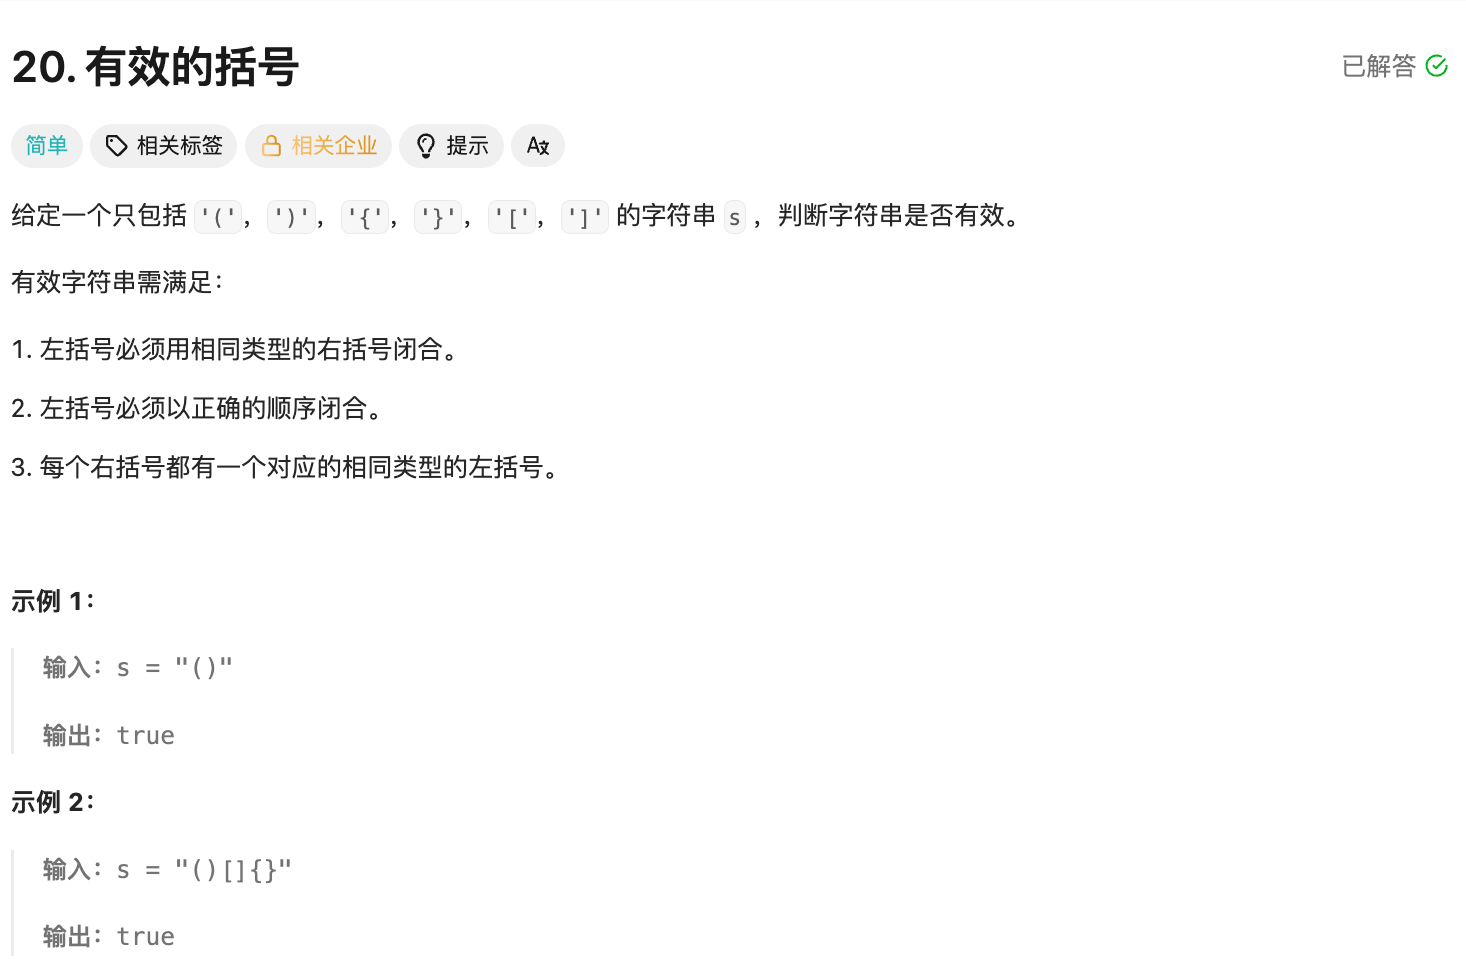 20. 有效的括号
已解答
简单 相关标签 相关企业 提示 A文
给定一个只包括 '(', ')', '{', '}', '[', ']' 的字符串 s ，判断字符串是否有效。
有效字符串需满足：
1. 左括号必须用相同类型的右括号闭合。
2. 左括号必须以正确的顺序闭合。
3. 每个右括号都有一个对应的相同类型的左括号。
示例 1：
输入：s = "()"
输出：true
示例 2：
输入：s = "()[]{}"
输出：true